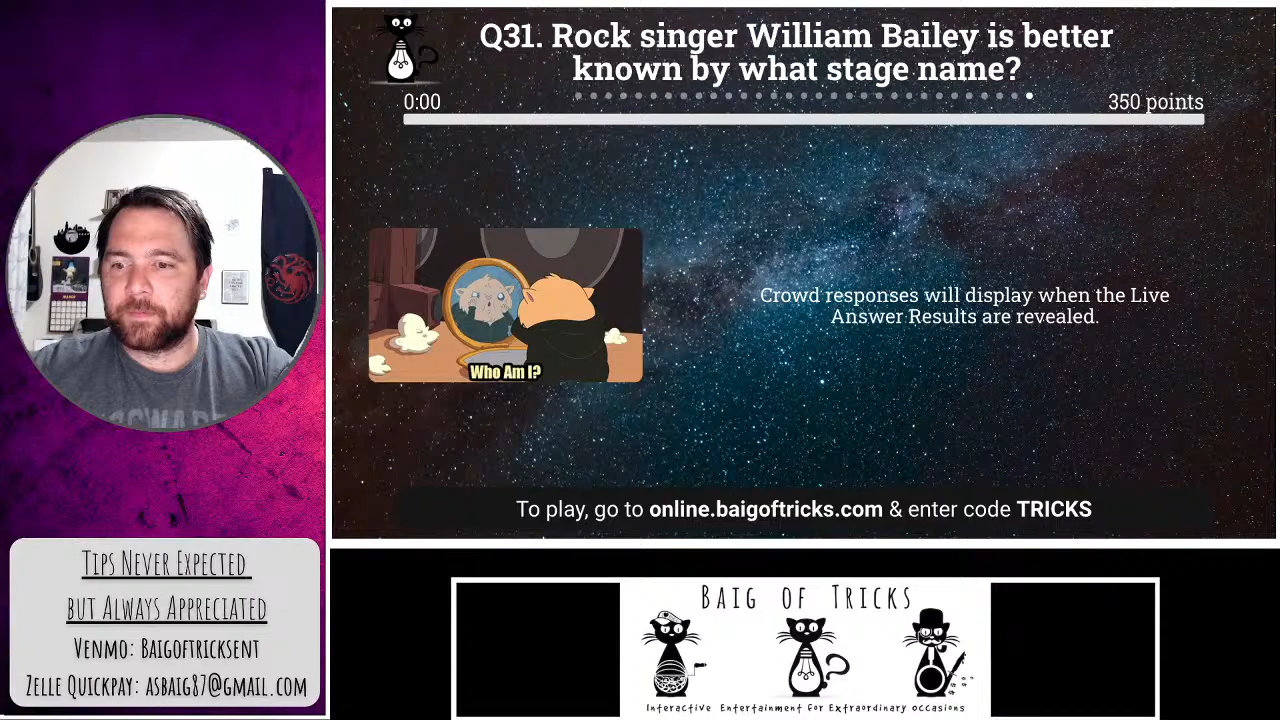 Q31. Rock singer William Bailey is better
known by what stage name?
0:00
350 points
Who Am I?
Crowd responses will display when the Live
Answer Results are revealed.
To play, go to online.baigoftricks.com & enter code TRICKS
Tips Never Expected
but Always Appreciated
Venmo: Baigoftricksent
Zelle Quickpay: asbaig87@gmail.com
Baig of Tricks
Interactive Entertainment for Extraordinary occasions